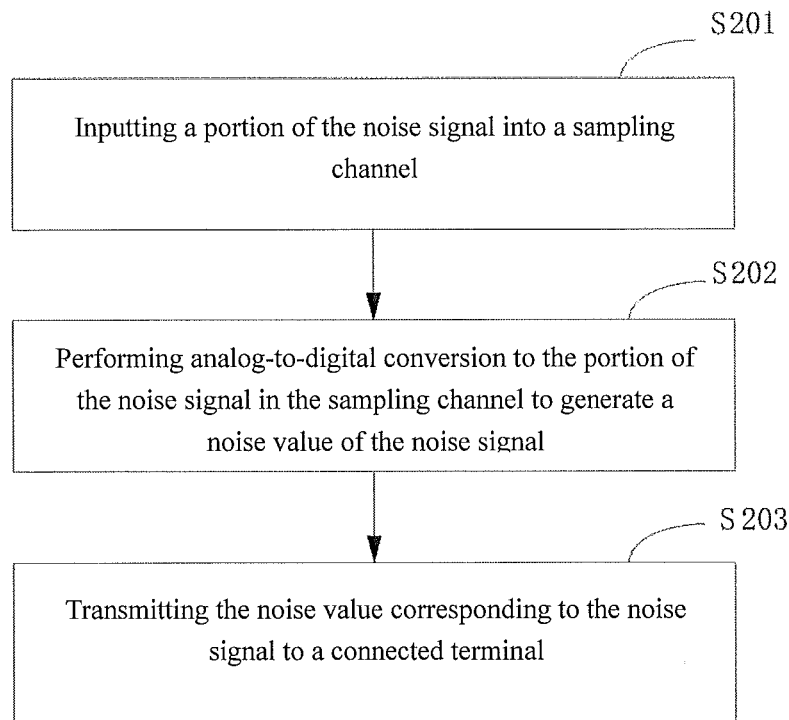 S201
Inputting a portion of the noise signal into a sampling
channel
S202
Performing analog-to-digital conversion to the portion of
the noise signal in the sampling channel to generate a
noise value of the noise signal
S203
Transmitting the noise value corresponding to the noise
signal to a connected terminal